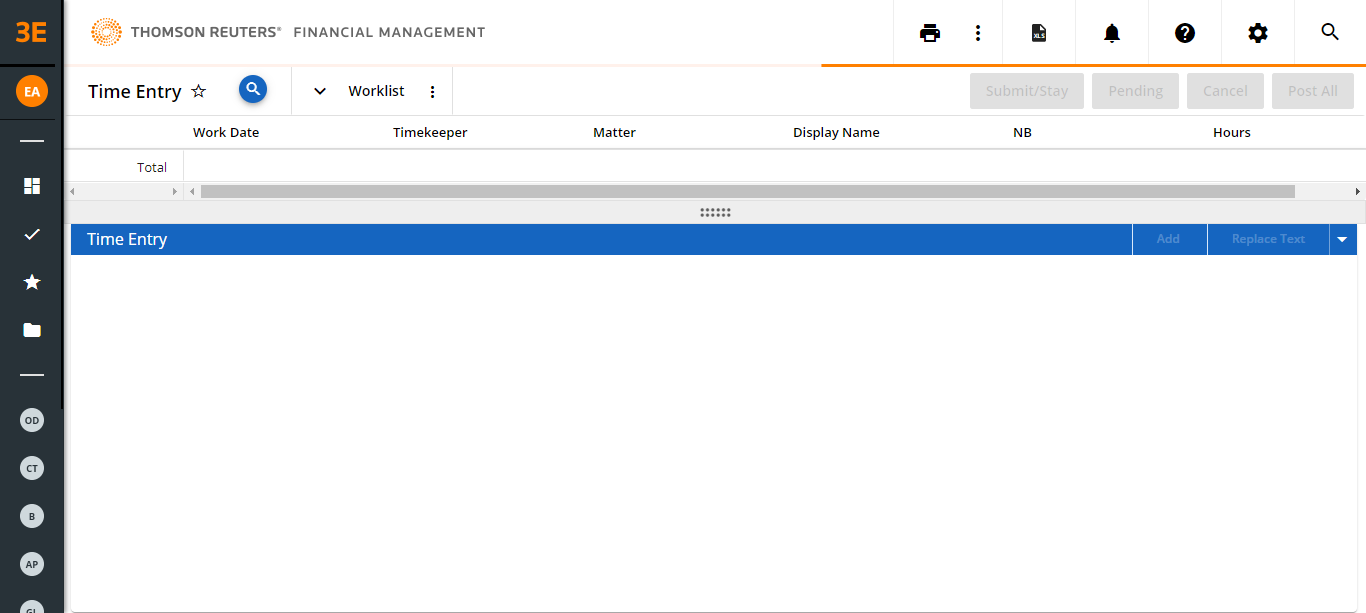 3E
THOMSON REUTERS® FINANCIAL MANAGEMENT
XLS
EA
Time Entry
Worklist
Submit/Stay
Pending
Cancel
Post All
Work Date Timekeeper Matter Display Name NB Hours
Total
Time Entry
Add
Replace Text
OD
CT
B
AP